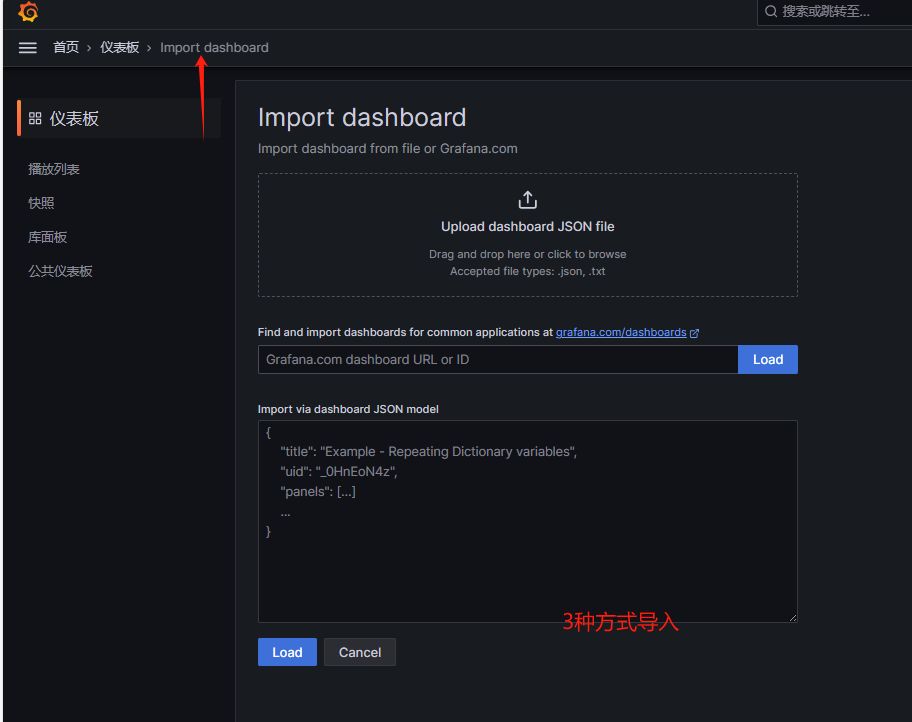 搜索或跳转至...
首页 › 仪表板 › Import dashboard
仪表板
播放列表
快照
库面板
公共仪表板
Import dashboard
Import dashboard from file or Grafana.com
Upload dashboard JSON file
Drag and drop here or click to browse
Accepted file types: .json, .txt
Find and import dashboards for common applications at grafana.com/dashboards
Grafana.com dashboard URL or ID
Load
Import via dashboard JSON model
{
"title": "Example - Repeating Dictionary variables",
"uid": "_0HnEoN4z",
"panels": [...]
...
}
3种方式导入
Load
Cancel